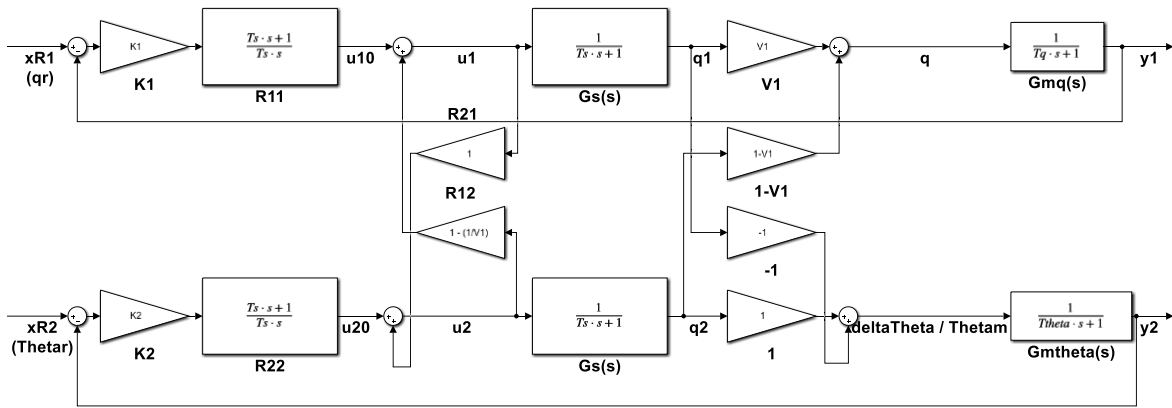 xR1
(qr)
K1
K1
Ts · s + 1
Ts · s
R11
u10
u1
1
Ts · s + 1
Gs(s)
q1
V1
V1
q
1
Tq · s + 1
Gmq(s)
y1
R21
1
R12
1-V1
1-V1
1 - (1/V1)
-1
-1
xR2
(Thetar)
K2
K2
Ts · s + 1
Ts · s
R22
u20
u2
1
Ts · s + 1
Gs(s)
q2
1
1
deltaTheta / Thetam
1
Ttheta · s + 1
Gmtheta(s)
y2